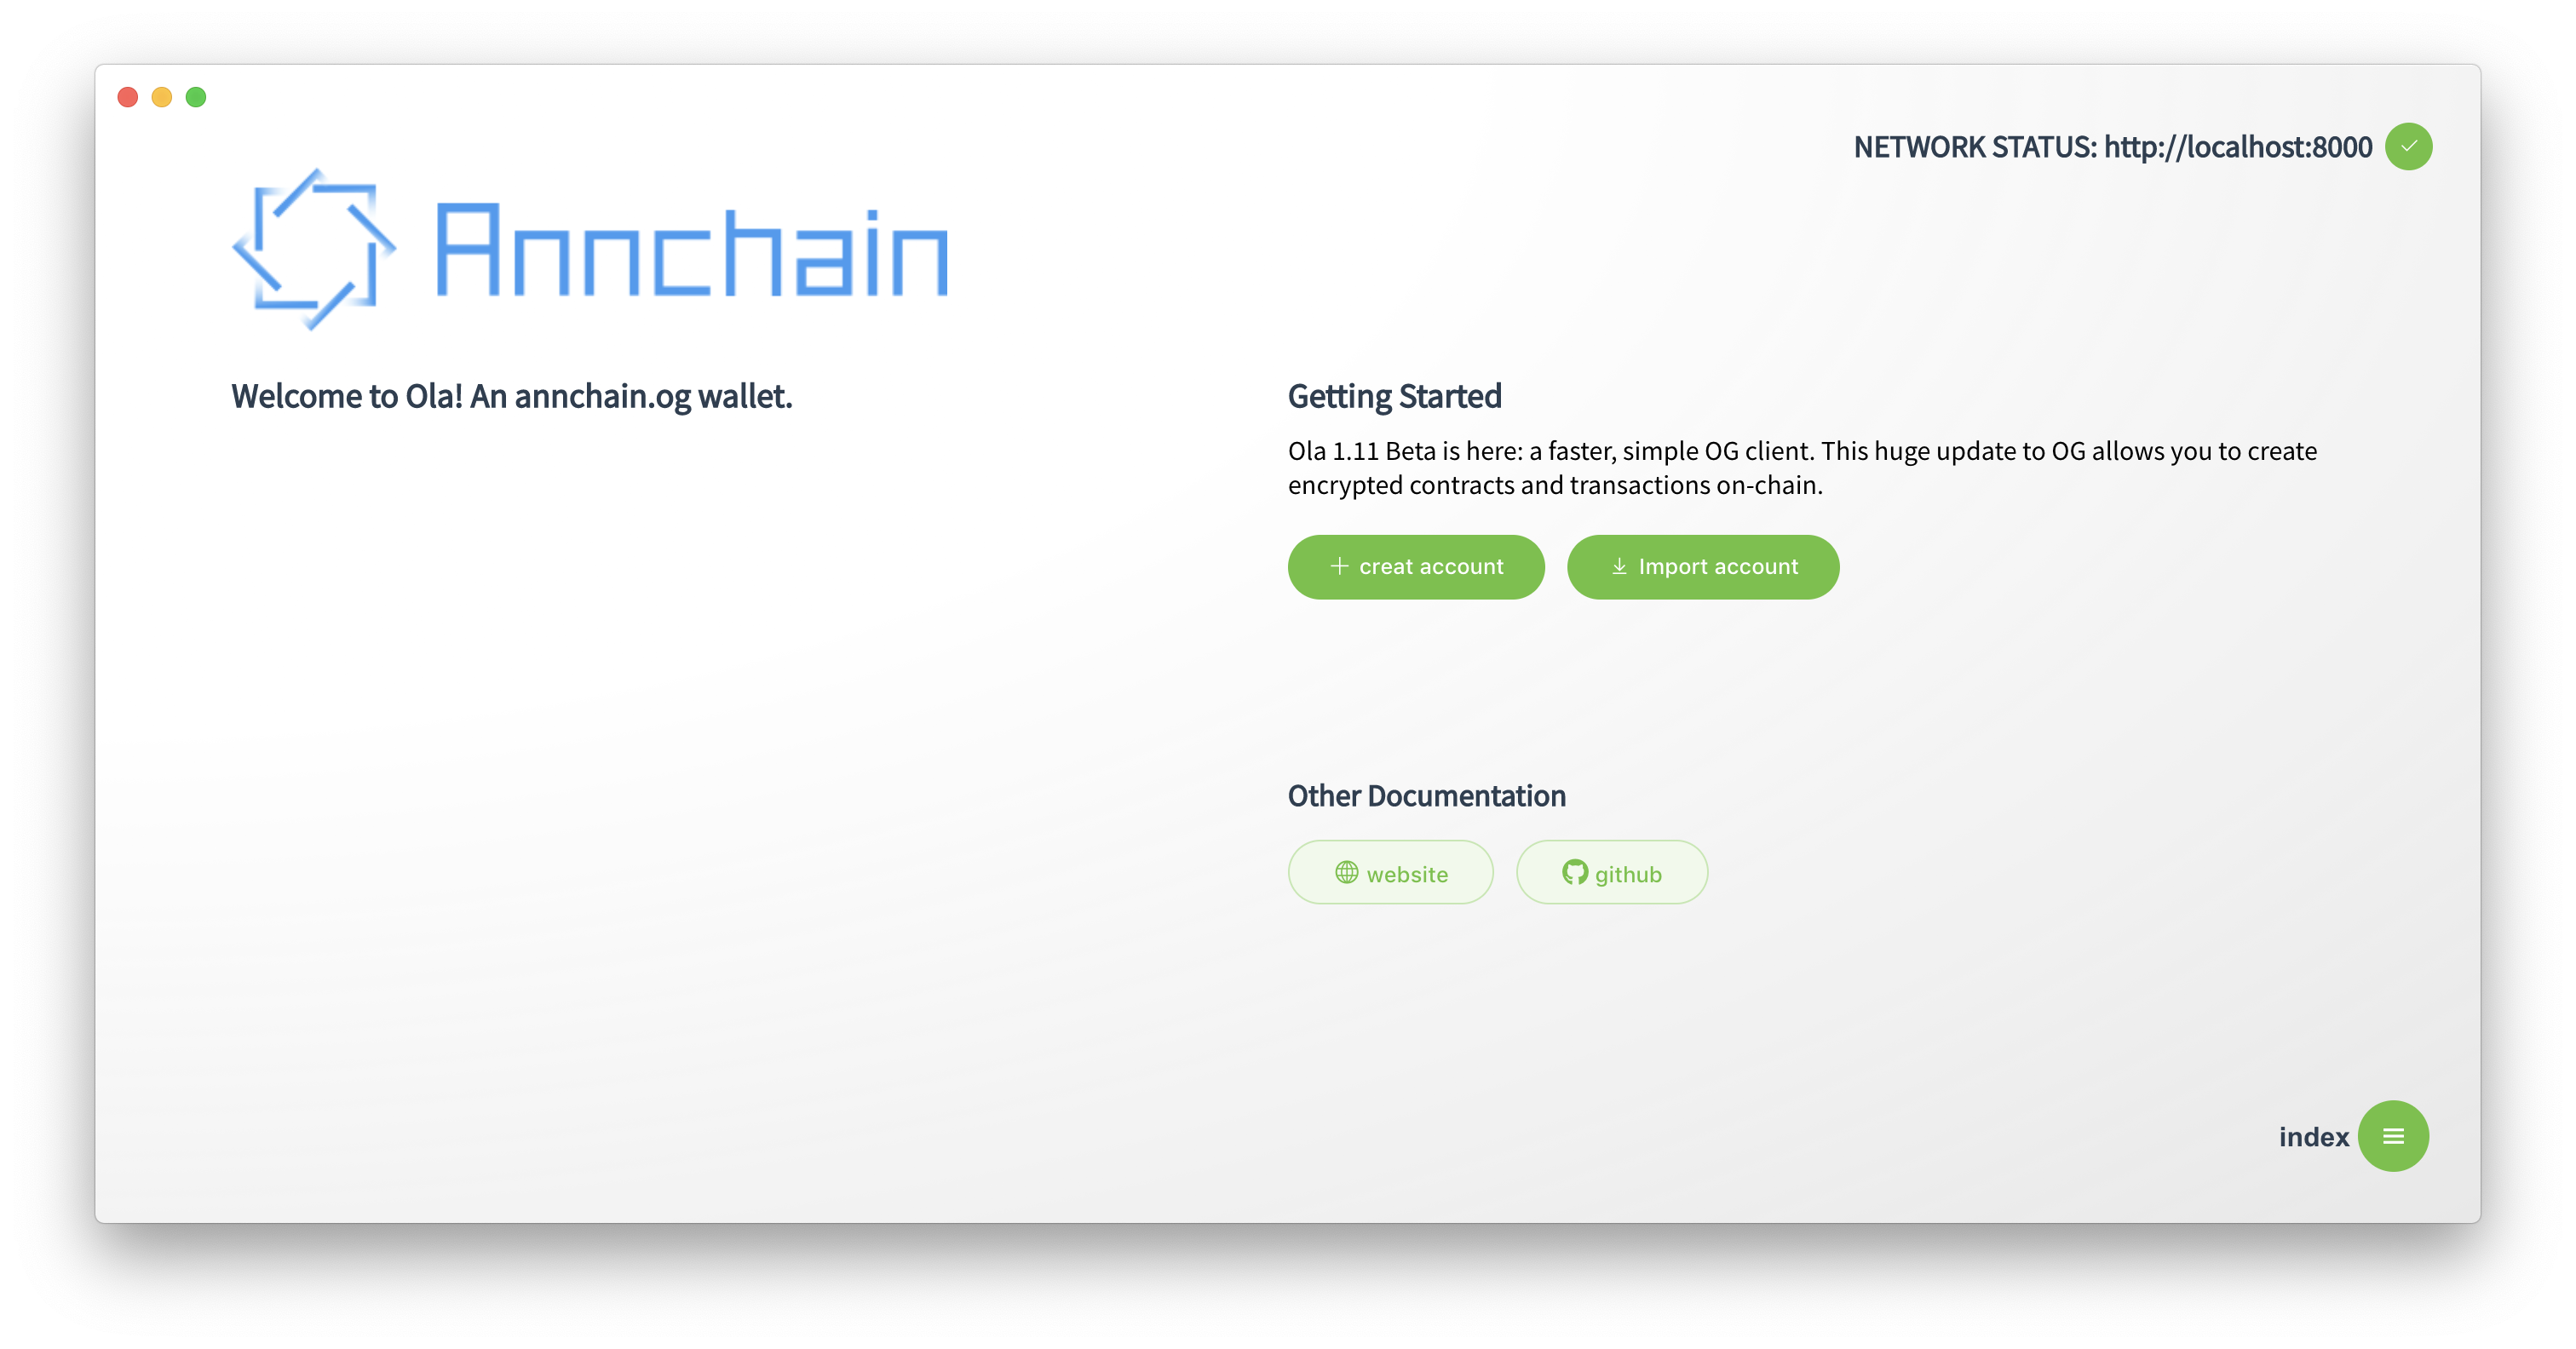 NETWORK STATUS: http://localhost:8000
Annchain
Welcome to Ola! An annchain.og wallet.
Getting Started
Ola 1.11 Beta is here: a faster, simple OG client. This huge update to OG allows you to create
encrypted contracts and transactions on-chain.
creat account
Import account
Other Documentation
website
github
index